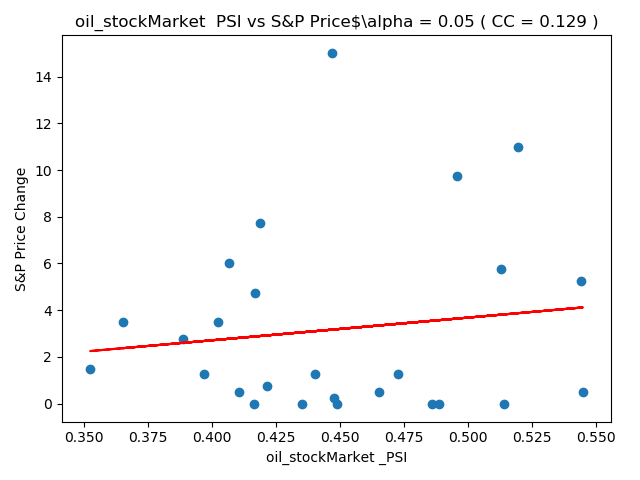 oil_stockMarket  PSI vs S&P Price$\alpha = 0.05 ( CC = 0.129 )
S&P Price Change
14
12
10
8
6
4
2
0
0.350 0.375 0.400 0.425 0.450 0.475 0.500 0.525 0.550
oil_stockMarket _PSI